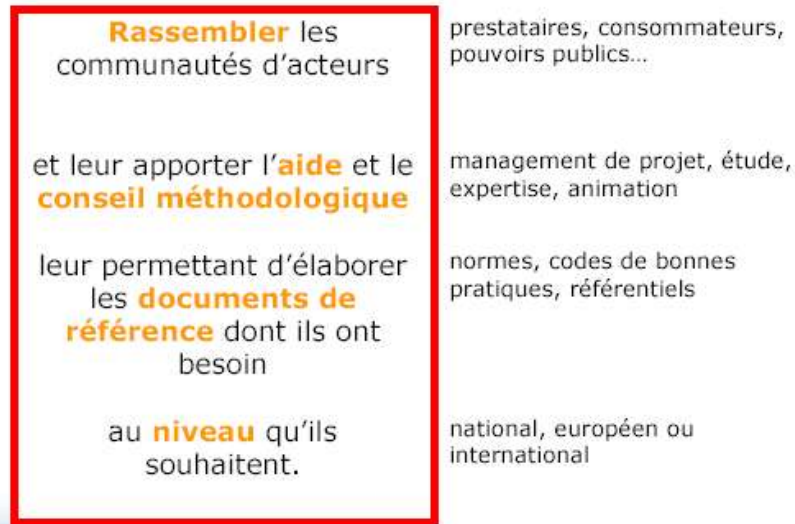 Rassembler les
communautés d'acteurs
prestataires, consommateurs,
pouvoirs publics...
et leur apporter l'aide et le
conseil méthodologique
management de projet, étude,
expertise, animation
leur permettant d'élaborer
les documents de
référence dont ils ont
besoin
normes, codes de bonnes
pratiques, référentiels
au niveau qu'ils
souhaitent.
national, européen ou
international